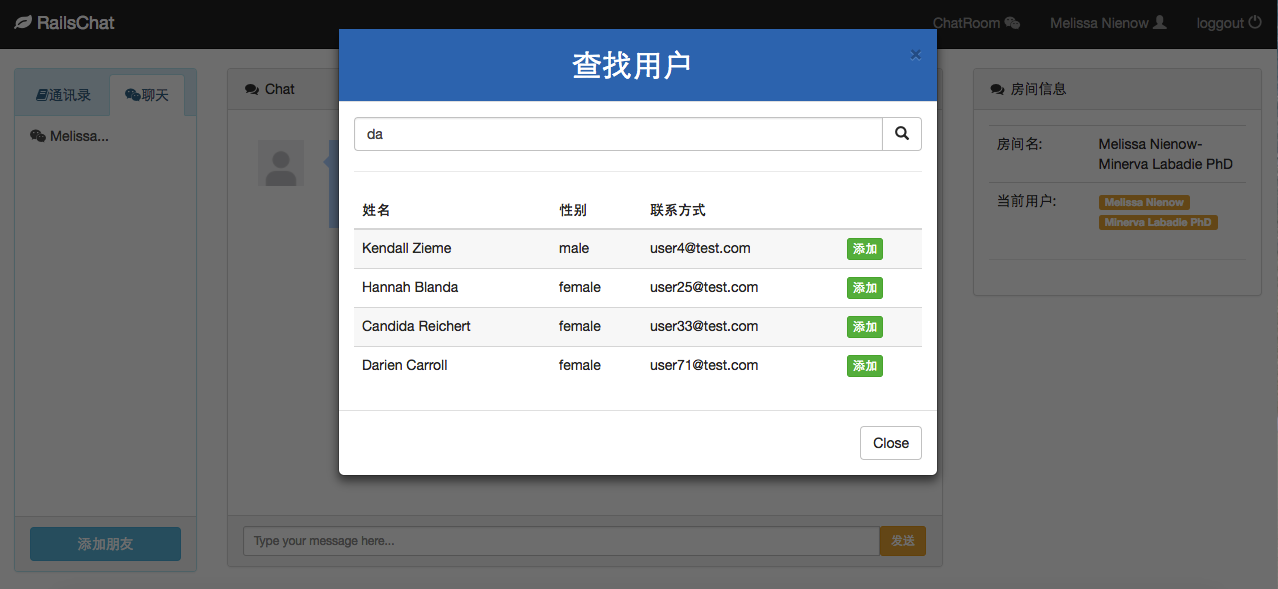 RailsChat
ChatRoom
Melissa Nienow
loggout
通讯录
聊天
Melissa...
添加朋友
Chat
查找用户
×
da
姓名 性别 联系方式
Kendall Zieme male user4@test.com 添加
Hannah Blanda female user25@test.com 添加
Candida Reichert female user33@test.com 添加
Darien Carroll female user71@test.com 添加
Close
Type your message here...
发送
房间信息
房间名: Melissa Nienow-
Minerva Labadie PhD
当前用户: Melissa Nienow
Minerva Labadie PhD